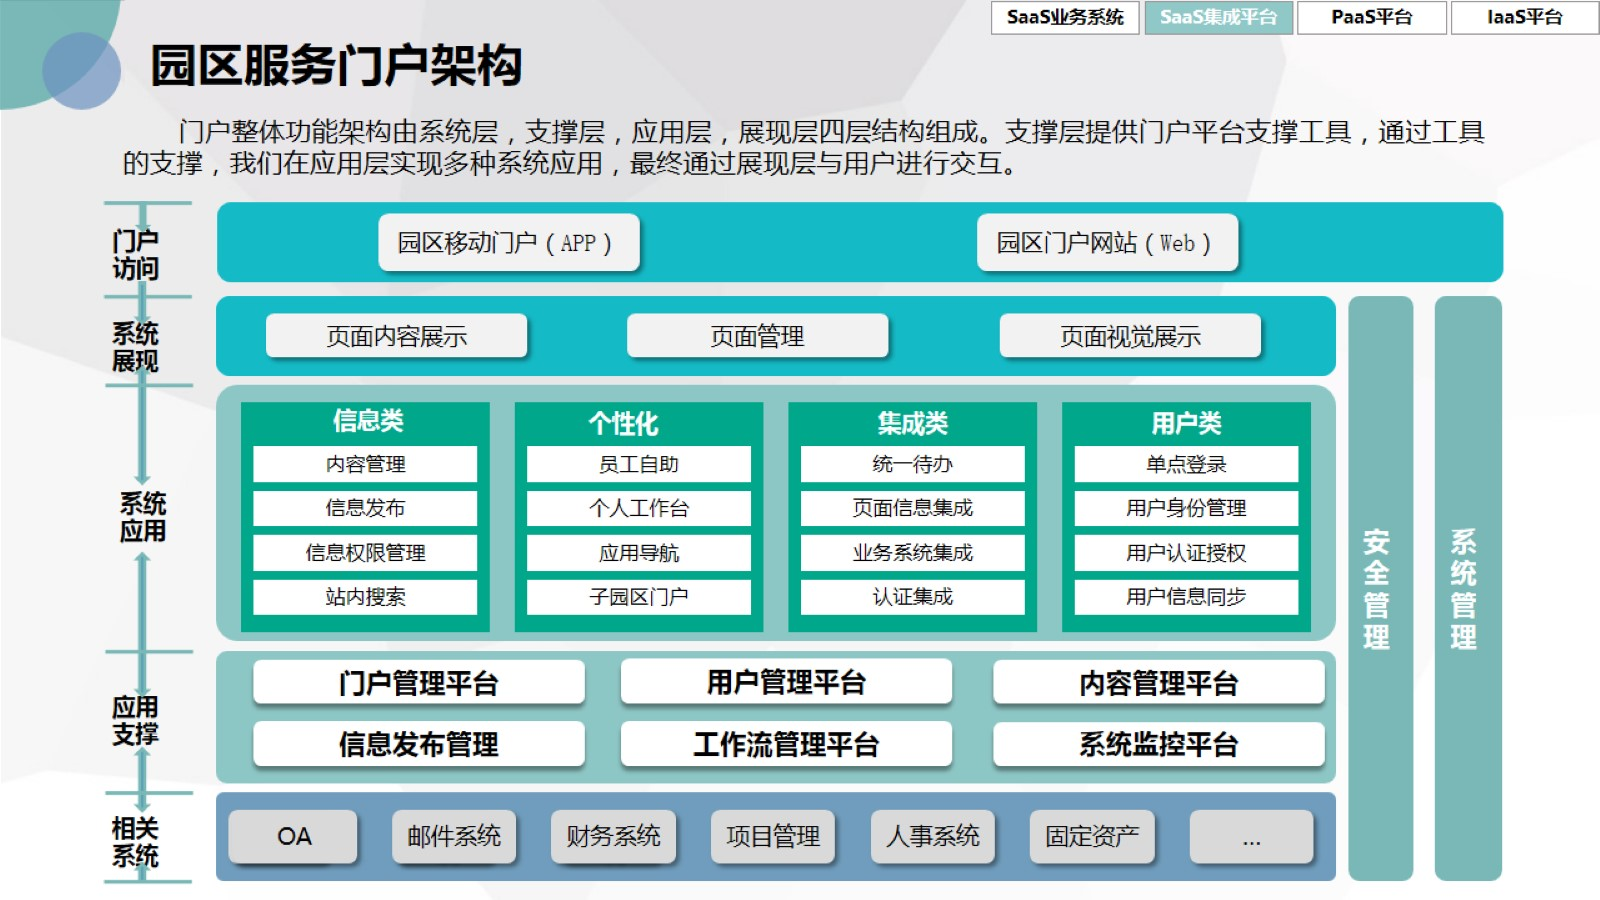 SaaS业务系统
SaaS集成平台
PaaS平台
IaaS平台
园区服务门户架构
门户整体功能架构由系统层，支撑层，应用层，展现层四层结构组成。支撑层提供门户平台支撑工具，通过工具
的支撑，我们在应用层实现多种系统应用，最终通过展现层与用户进行交互。
门户
访问
园区移动门户（APP）
园区门户网站（Web）
系统
展现
页面内容展示
页面管理
页面视觉展示
系统
应用
信息类
内容管理
信息发布
信息权限管理
站内搜索
个性化
员工自助
个人工作台
应用导航
子园区门户
集成类
统一待办
页面信息集成
业务系统集成
认证集成
用户类
单点登录
用户身份管理
用户认证授权
用户信息同步
应用
支撑
门户管理平台
用户管理平台
内容管理平台
信息发布管理
工作流管理平台
系统监控平台
相关
系统
OA
邮件系统
财务系统
项目管理
人事系统
固定资产
...
安全管理
系统管理